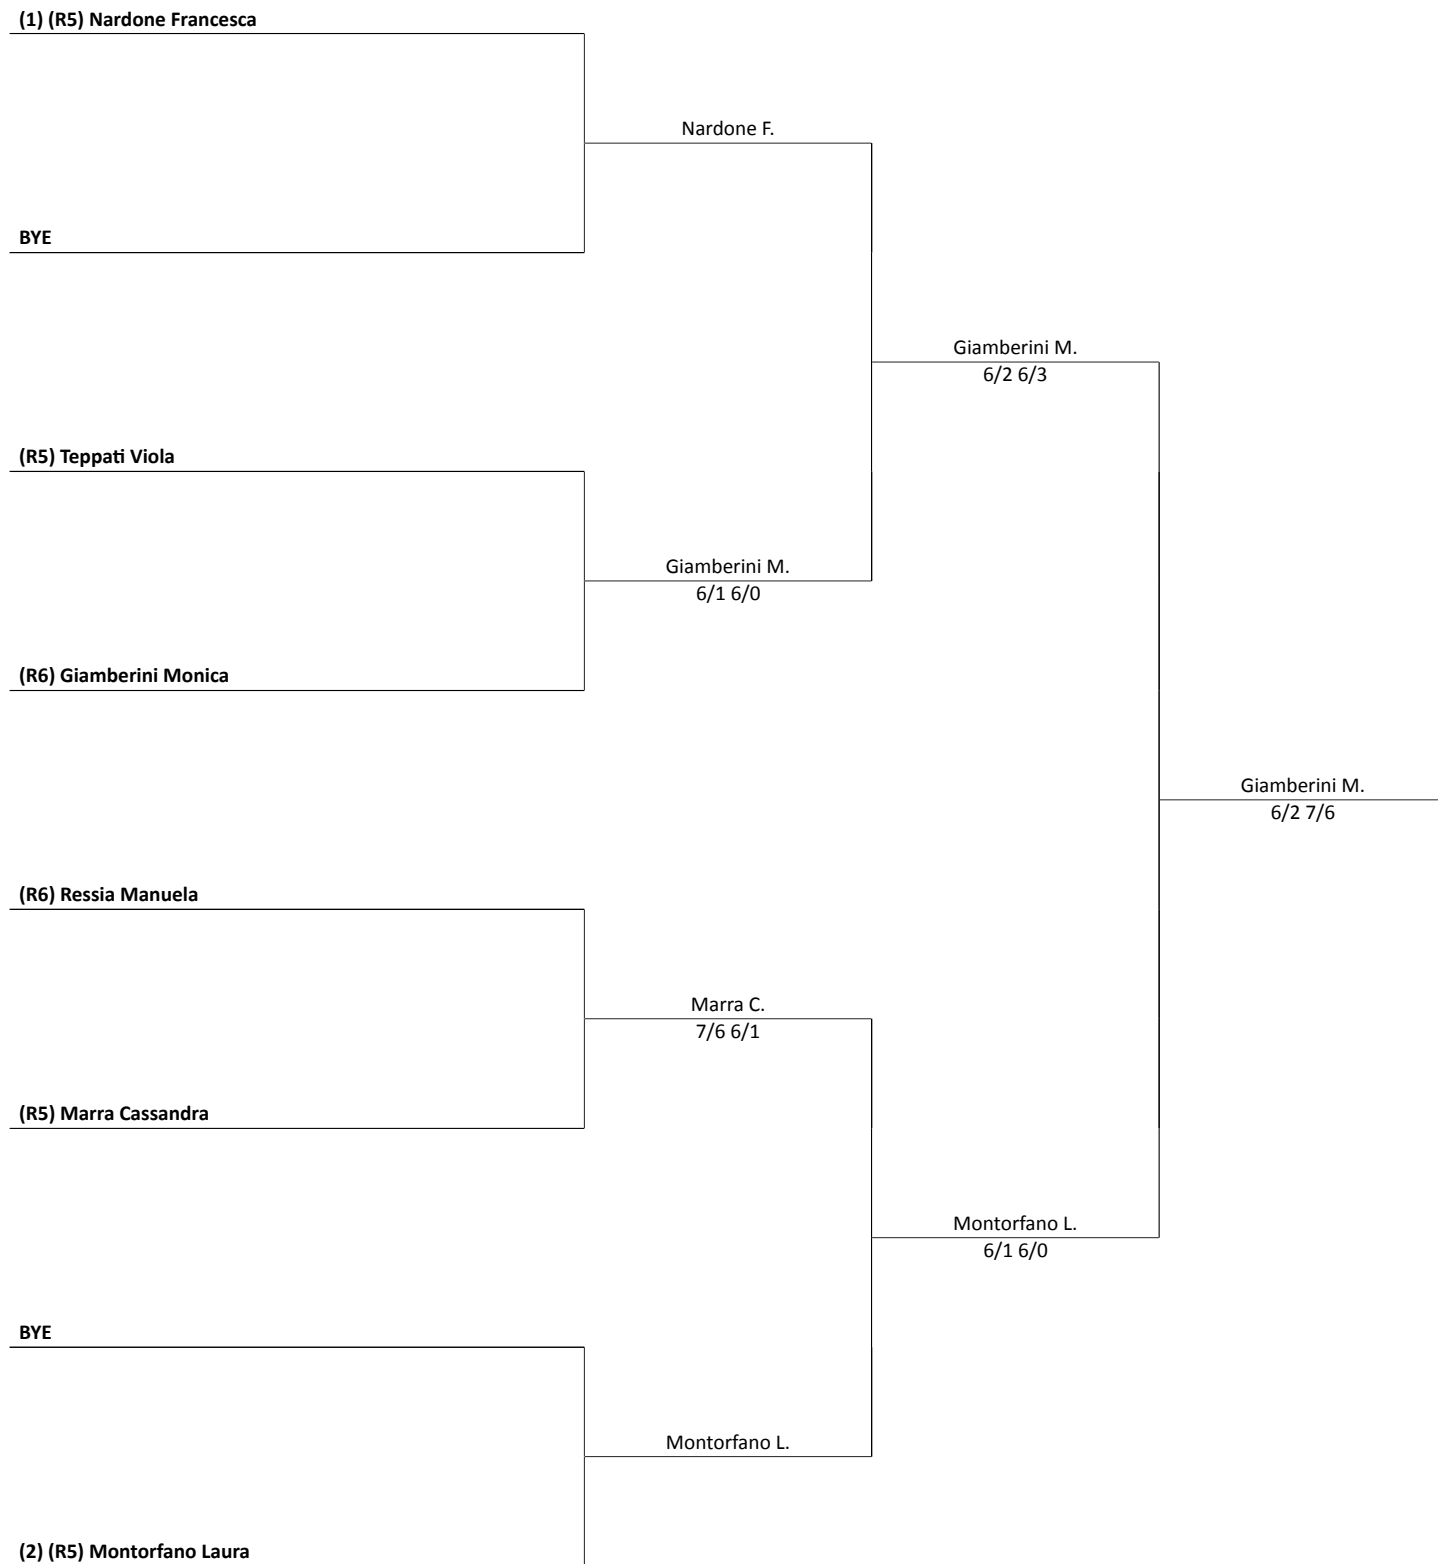 (1) (R5) Nardone Francesca
Nardone F.
BYE
Giamberini M.
6/2 6/3
(R5) Teppati Viola
Giamberini M.
6/1 6/0
(R6) Giamberini Monica
Giamberini M.
6/2 7/6
(R6) Ressia Manuela
Marra C.
7/6 6/1
(R5) Marra Cassandra
Montorfano L.
6/1 6/0
BYE
Montorfano L.
(2) (R5) Montorfano Laura